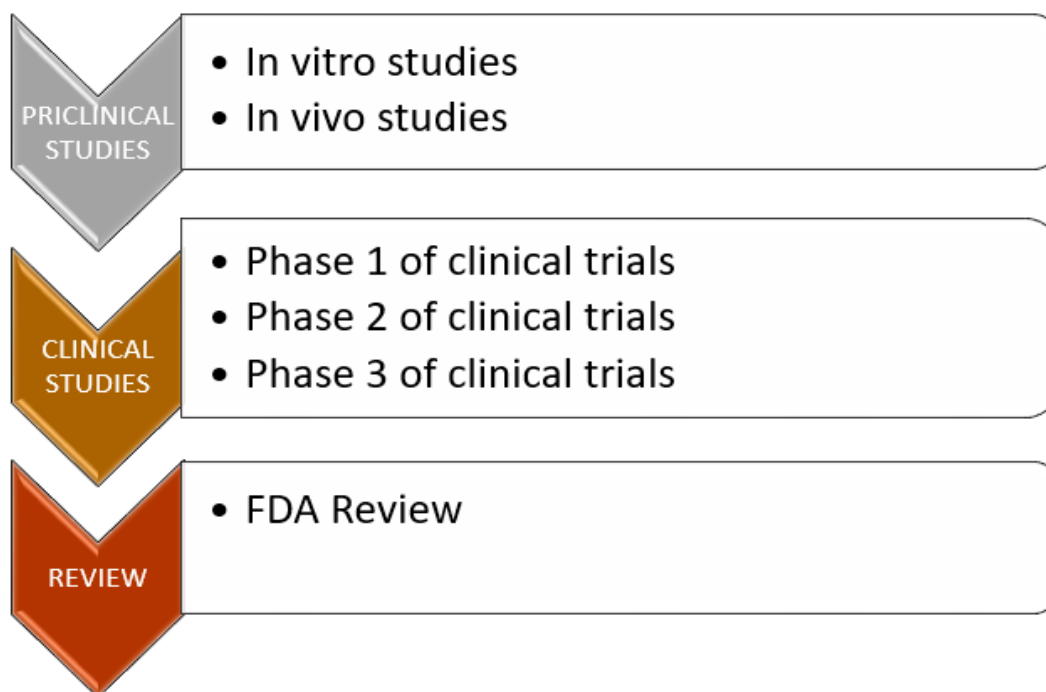 PRICLINICAL
STUDIES
• In vitro studies
• In vivo studies
CLINICAL
STUDIES
• Phase 1 of clinical trials
• Phase 2 of clinical trials
• Phase 3 of clinical trials
REVIEW
• FDA Review